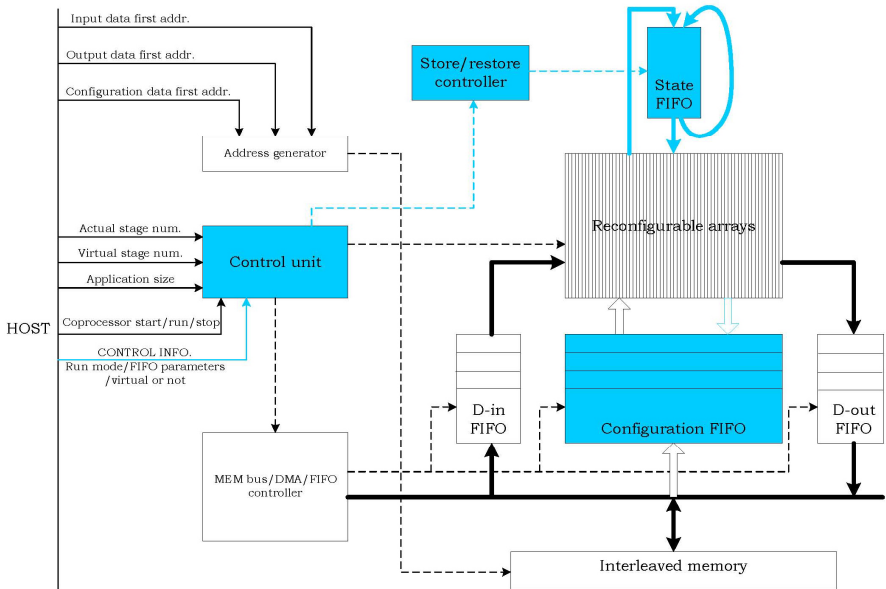 Input data first addr.
Output data first addr.
Configuration data first addr.
Address generator
Store/restore
controller
State
FIFO
Reconfigurable arrays
Actual stage num.
Virtual stage num.
Application size
Control unit
HOST
Coprocessor start/run/stop
CONTROL INFO.
Run mode/FIFO parameters
/virtual or not
D-in
FIFO
Configuration FIFO
D-out
FIFO
MEM bus/DMA/FIFO
controller
Interleaved memory